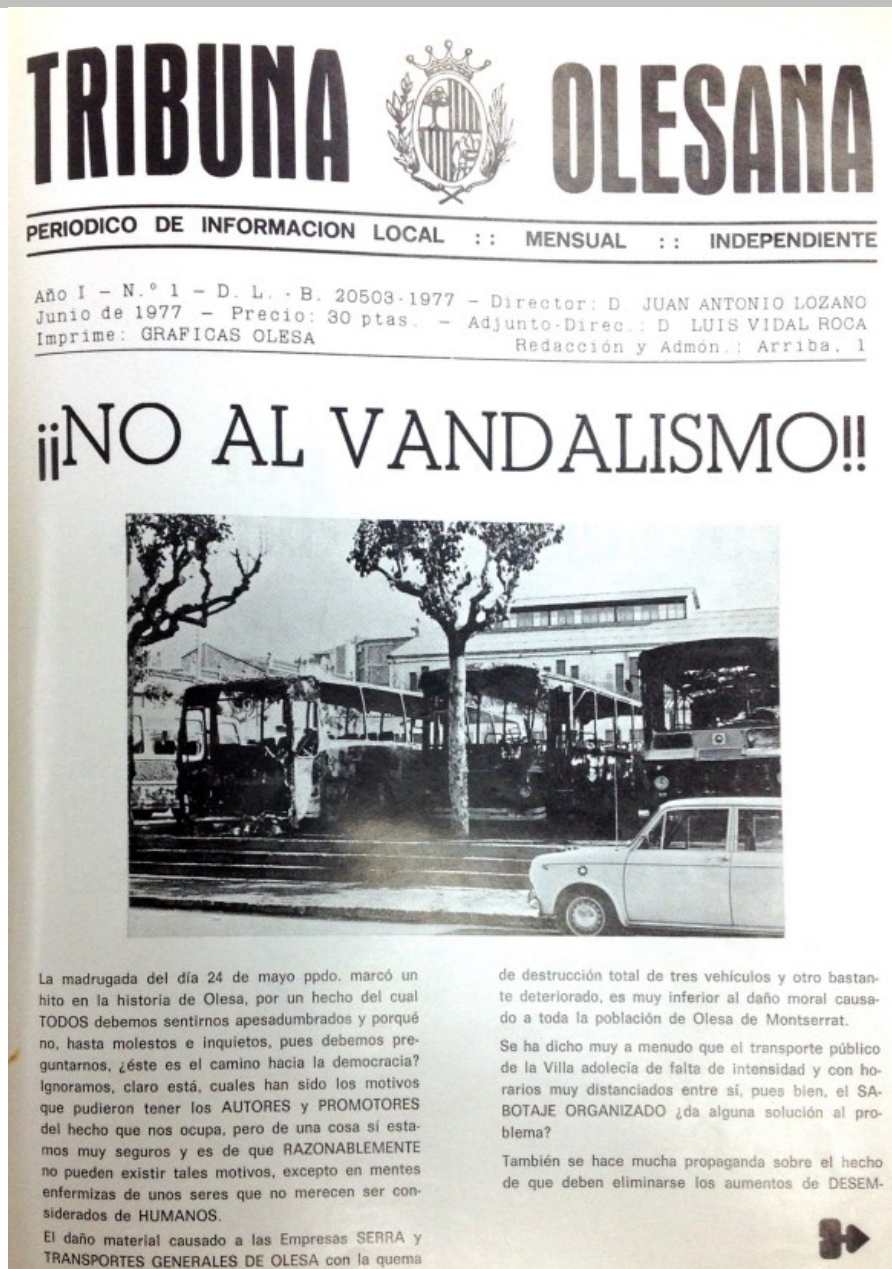 TRIBUNA OLESANA
PERIODICO DE INFORMACION LOCAL :: MENSUAL :: INDEPENDIENTE
Año I – N.º 1 – D. L. - B. 20503-1977 – Director: D. JUAN ANTONIO LOZANO
Junio de 1977 – Precio: 30 ptas. – Adjunto-Direc.: D. LUIS VIDAL ROCA
Imprime: GRAFICAS OLESA Redacción y Admón.: Arriba, 1
¡¡NO AL VANDALISMO!!
La madrugada del día 24 de mayo ppdo. marcó un
hito en la historia de Olesa, por un hecho del cual
TODOS debemos sentirnos apesadumbrados y porqué
no, hasta molestos e inquietos, pues debemos pre-
guntarnos, ¿éste es el camino hacia la democracia?
Ignoramos, claro está, cuales han sido los motivos
que pudieron tener los AUTORES y PROMOTORES
del hecho que nos ocupa, pero de una cosa sí esta-
mos muy seguros y es de que RAZONABLEMENTE
no pueden existir tales motivos, excepto en mentes
enfermizas de unos seres que no merecen ser con-
siderados de HUMANOS.
El daño material causado a las Empresas SERRA y
TRANSPORTES GENERALES DE OLESA con la quema
de destrucción total de tres vehículos y otro bastan-
te deteriorado, es muy inferior al daño moral causa-
do a toda la población de Olesa de Montserrat.
Se ha dicho muy a menudo que el transporte público
de la Villa adolecía de falta de intensidad y con ho-
rarios muy distanciados entre sí, pues bien, el SA-
BOTAJE ORGANIZADO ¿da alguna solución al pro-
blema?
También se hace mucha propaganda sobre el hecho
de que deben eliminarse los aumentos de DESEM-